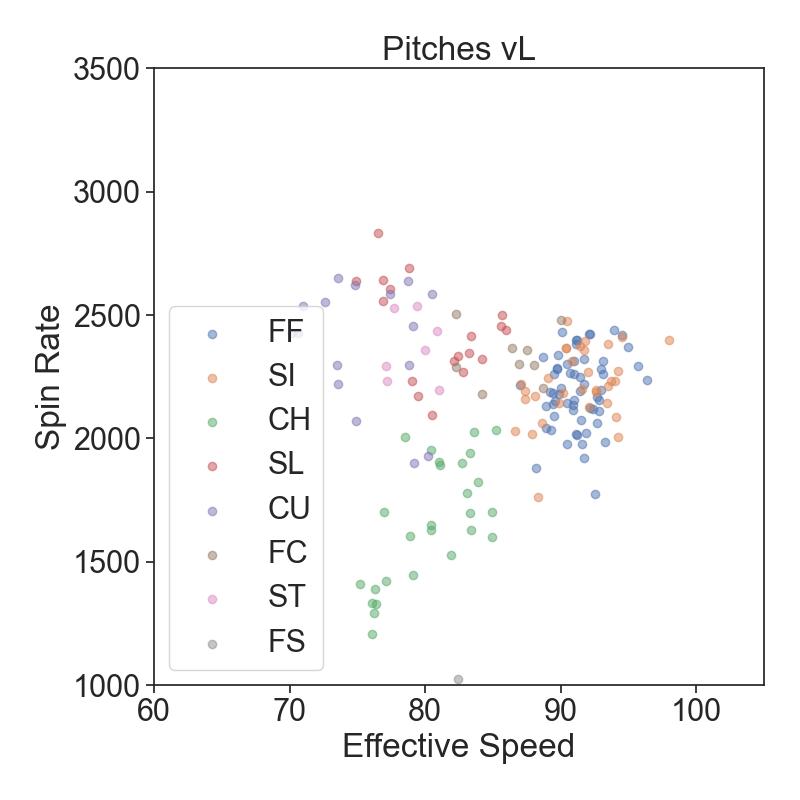 Pitches vL
3500
3000
2500
2000
1500
1000
Spin Rate
FF
SI
CH
SL
CU
FC
ST
FS
60 70 80 90 100
Effective Speed